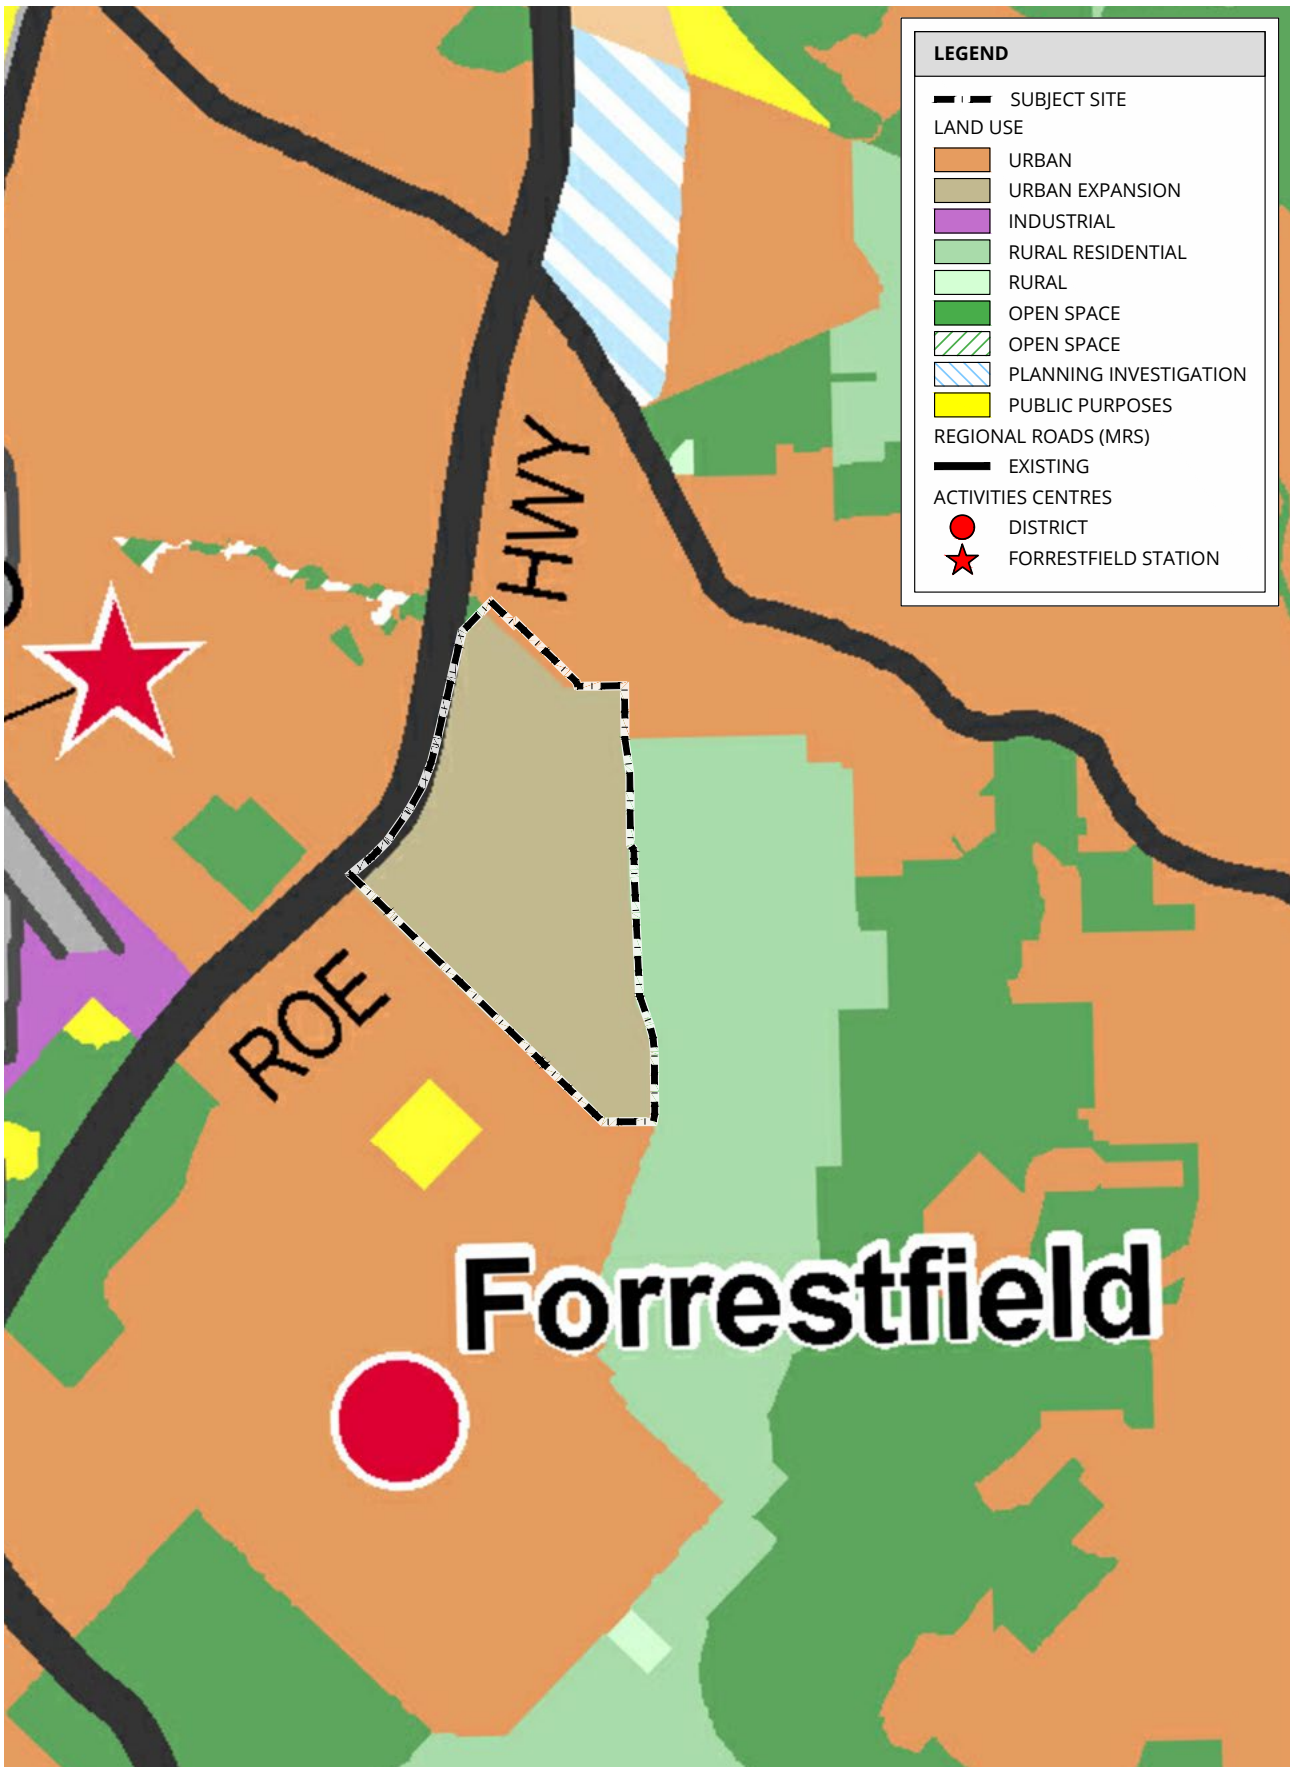 LEGEND
SUBJECT SITE
LAND USE
URBAN
URBAN EXPANSION
INDUSTRIAL
RURAL RESIDENTIAL
RURAL
OPEN SPACE
OPEN SPACE
PLANNING INVESTIGATION
PUBLIC PURPOSES
REGIONAL ROADS (MRS)
EXISTING
ACTIVITIES CENTRES
DISTRICT
FORRESTFIELD STATION
HWY
ROE
Forrestfield